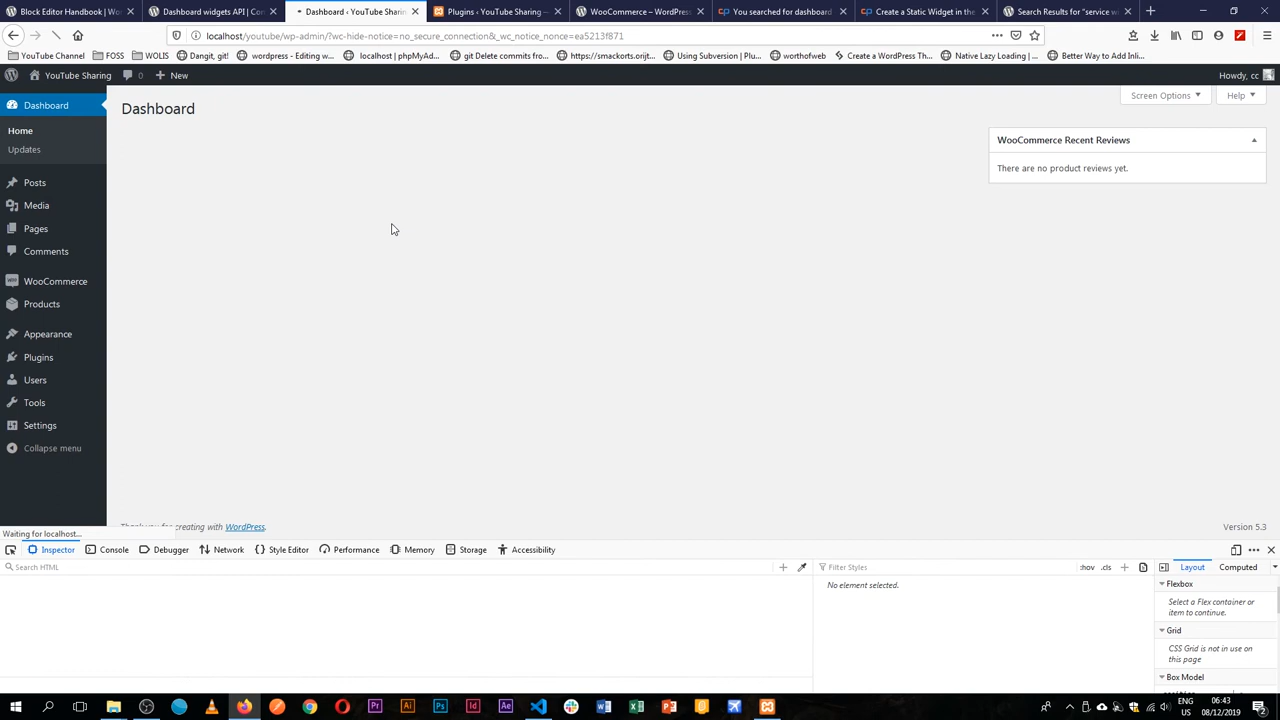 Block Editor Handbook | Wor
Dashboard widgets API | Con
Dashboard ‹ YouTube Sharin
Plugins ‹ YouTube Sharing —
WooCommerce – WordPress
You searched for dashboard
Create a Static Widget in the
Search Results for "service w
localhost/youtube/wp-admin/?wc-hide-notice=no_secure_connection&_wc_notice_nonce=ea5213f871
YouTube Channel
FOSS
WOLIS
Dangit, git!
wordpress - Editing w...
localhost | phpMyAd...
git Delete commits fro...
https://smackorts.orijt...
Using Subversion | Plu...
worthofweb
Create a WordPress Th...
Native Lazy Loading |...
Better Way to Add Inli...
YouTube Sharing
0
New
Howdy, cc
Dashboard
Home
Updates
Posts
Media
Pages
Comments
WooCommerce
Products
Appearance
Plugins
Users
Tools
Settings
Collapse menu
Dashboard
Screen Options
Help
WooCommerce Recent Reviews
There are no product reviews yet.
Thank you for creating with WordPress.
Version 5.3
Waiting for localhost...
Inspector
Console
Debugger
Network
Style Editor
Performance
Memory
Storage
Accessibility
Search HTML
Filter Styles
:hov .cls
Layout
Computed
No element selected.
Flexbox
Select a Flex container or
item to continue.
Grid
CSS Grid is not in use on
this page
Box Model
ENG
US
06:43
08/12/2019